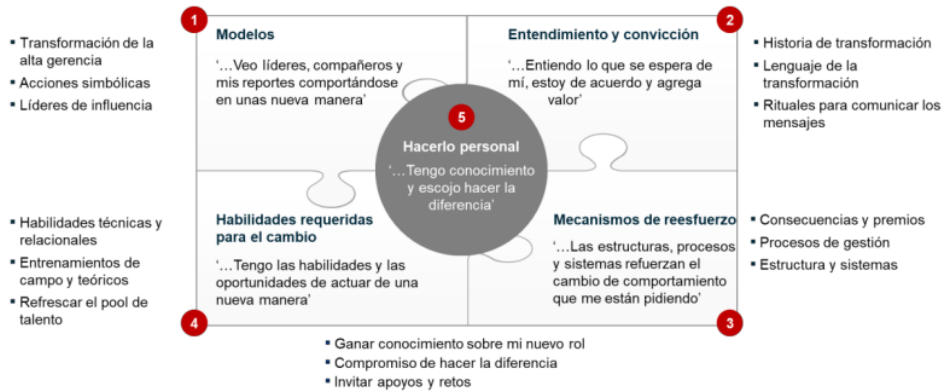 1
Modelos
'…Veo líderes, compañeros y
mis reportes comportándose
en unas nueva manera'
▪ Transformación de la
alta gerencia
▪ Acciones simbólicas
▪ Líderes de influencia
2
Entendimiento y convicción
'…Entiendo lo que se espera de
mí, estoy de acuerdo y agrega
valor'
▪ Historia de transformación
▪ Lenguaje de la
transformación
▪ Rituales para comunicar los
mensajes
5
Hacerlo personal
'…Tengo conocimiento
y escojo hacer la
diferencia'
▪ Habilidades técnicas y
relacionales
▪ Entrenamientos de
campo y teóricos
▪ Refrescar el pool de
talento
Habilidades requeridas
para el cambio
'…Tengo las habilidades y las
oportunidades de actuar de una
nueva manera'
4
Mecanismos de reesfuerzo
'…Las estructuras, procesos
y sistemas refuerzan el
cambio de comportamiento
que me están pidiendo'
3
▪ Consecuencias y premios
▪ Procesos de gestión
▪ Estructura y sistemas
▪ Ganar conocimiento sobre mi nuevo rol
▪ Compromiso de hacer la diferencia
▪ Invitar apoyos y retos